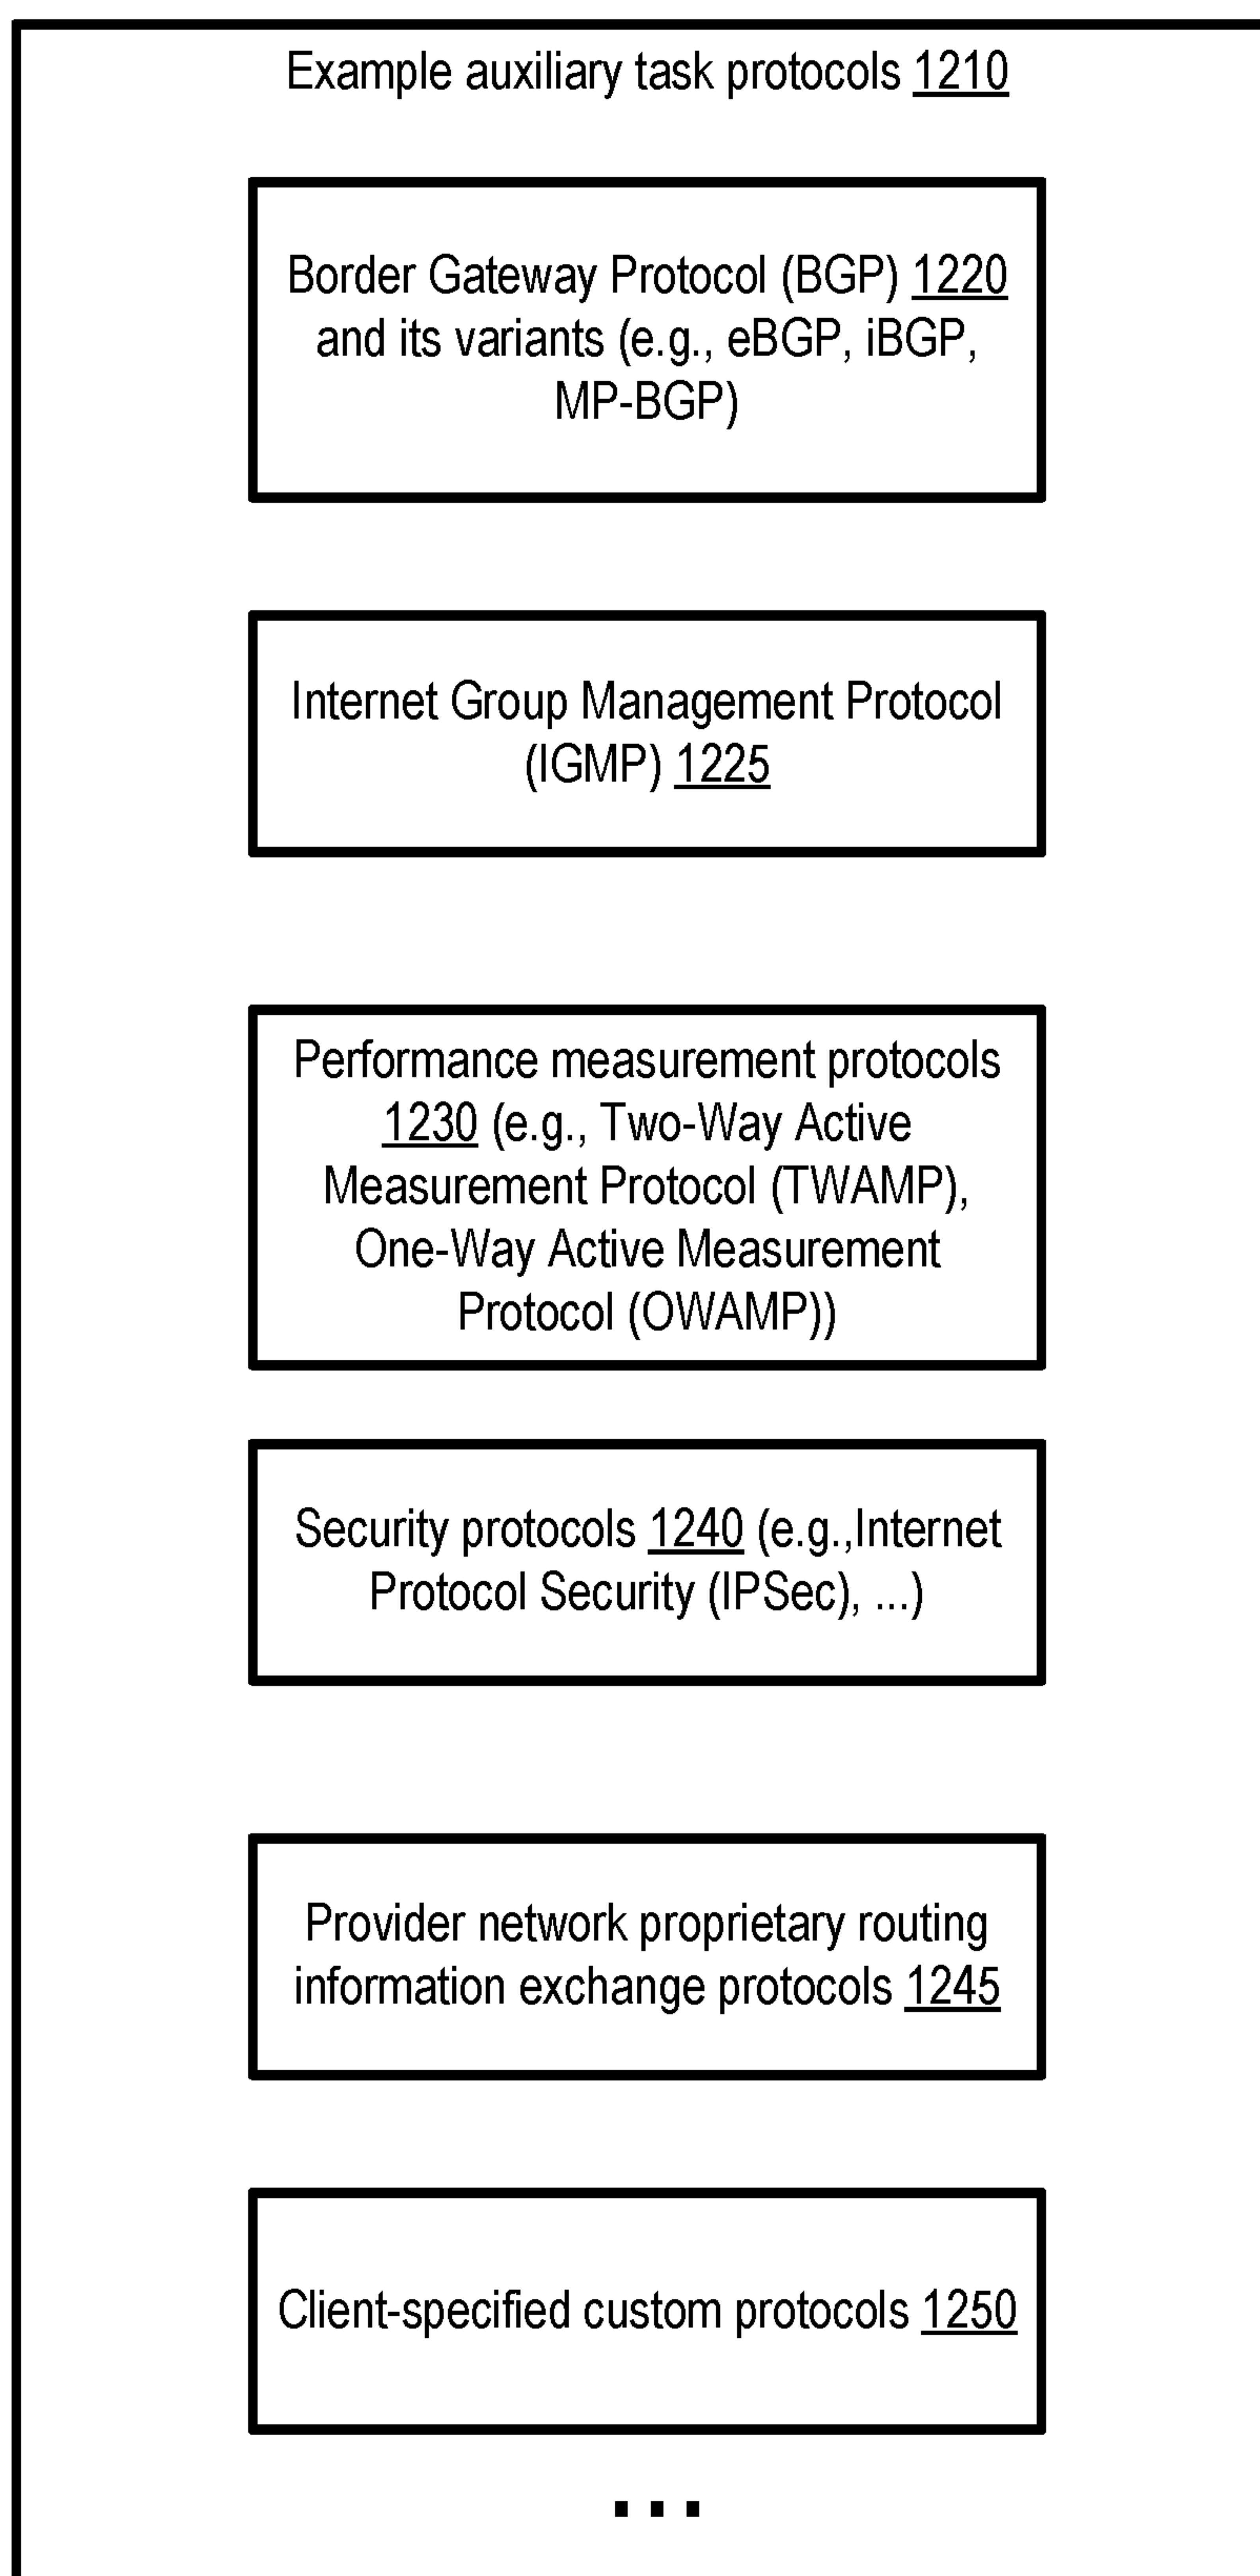 Example auxiliary task protocols 1210
Border Gateway Protocol (BGP) 1220
and its variants (e.g., eBGP, iBGP,
MP-BGP)
Internet Group Management Protocol
(IGMP) 1225
Performance measurement protocols
1230 (e.g., Two-Way Active
Measurement Protocol (TWAMP),
One-Way Active Measurement
Protocol (OWAMP))
Security protocols 1240 (e.g.,Internet
Protocol Security (IPSec), ...)
Provider network proprietary routing
information exchange protocols 1245
Client-specified custom protocols 1250
...